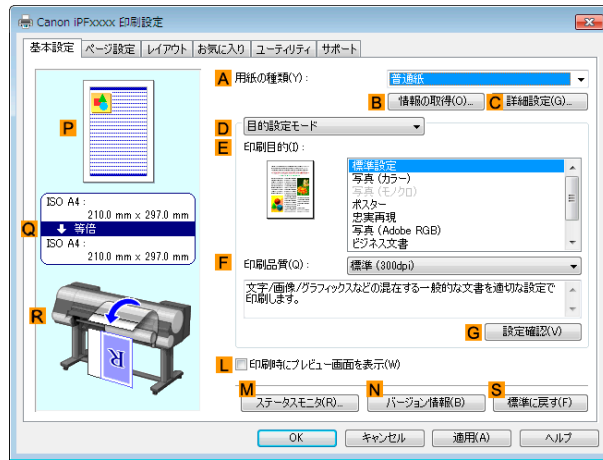 Canon iPFxxxx 印刷設定
基本設定 ページ設定 レイアウト お気に入り ユーティリティ サポート
A 用紙の種類(Y): 普通紙
B 情報の取得(O)... C 詳細設定(G)...
D 目的設定モード
E 印刷目的(I):
標準設定
写真 (カラー)
写真 (モノクロ)
ポスター
忠実再現
写真 (Adobe RGB)
ビジネス文書
P
ISO A4:
210.0 mm x 297.0 mm
Q 等倍
ISO A4:
210.0 mm x 297.0 mm
F 印刷品質(Q): 標準 (300dpi)
文字/画像/グラフィックスなどの混在する一般的な文書を適切な設定で
印刷します。
G 設定確認(V)
R
R
L 印刷時にプレビュー画面を表示(W)
M ステータスモニタ(R)... N バージョン情報(B) S 標準に戻す(F)
OK キャンセル 適用(A) ヘルプ